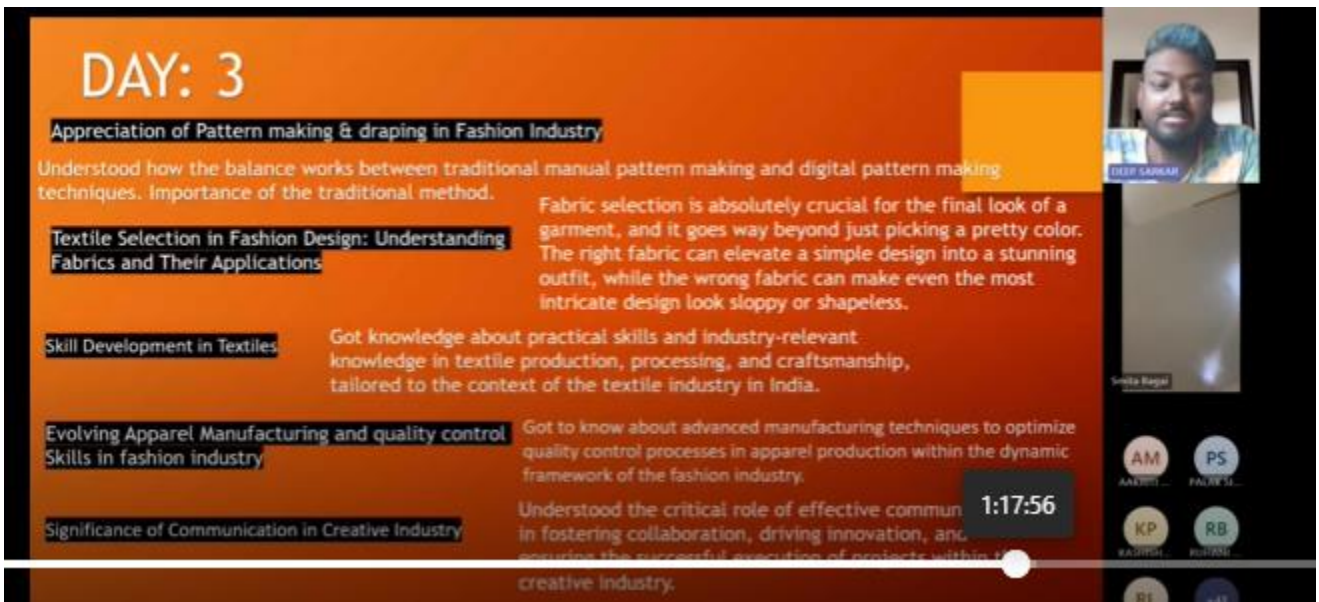 DAY: 3
Appreciation of Pattern making & draping in Fashion Industry
Understood how the balance works between traditional manual pattern making and digital pattern making
techniques. Importance of the traditional method.
Textile Selection in Fashion Design: Understanding
Fabrics and Their Applications
Fabric selection is absolutely crucial for the final look of a
garment, and it goes way beyond just picking a pretty color.
The right fabric can elevate a simple design into a stunning
outfit, while the wrong fabric can make even the most
intricate design look sloppy or shapeless.
Skill Development in Textiles
Got knowledge about practical skills and industry-relevant
knowledge in textile production, processing, and craftsmanship,
tailored to the context of the textile industry in India.
Evolving Apparel Manufacturing and quality control
Skills in fashion industry
Got to know about advanced manufacturing techniques to optimize
quality control processes in apparel production within the dynamic
framework of the fashion industry.
Significance of Communication in Creative Industry
Understood the critical role of effective commun
in fostering collaboration, driving innovation, and
ensuring the successful execution of projects within
creative industry.
1:17:56
DEEP SARKAR
Smita Bagai
AM
PS
KP
RB